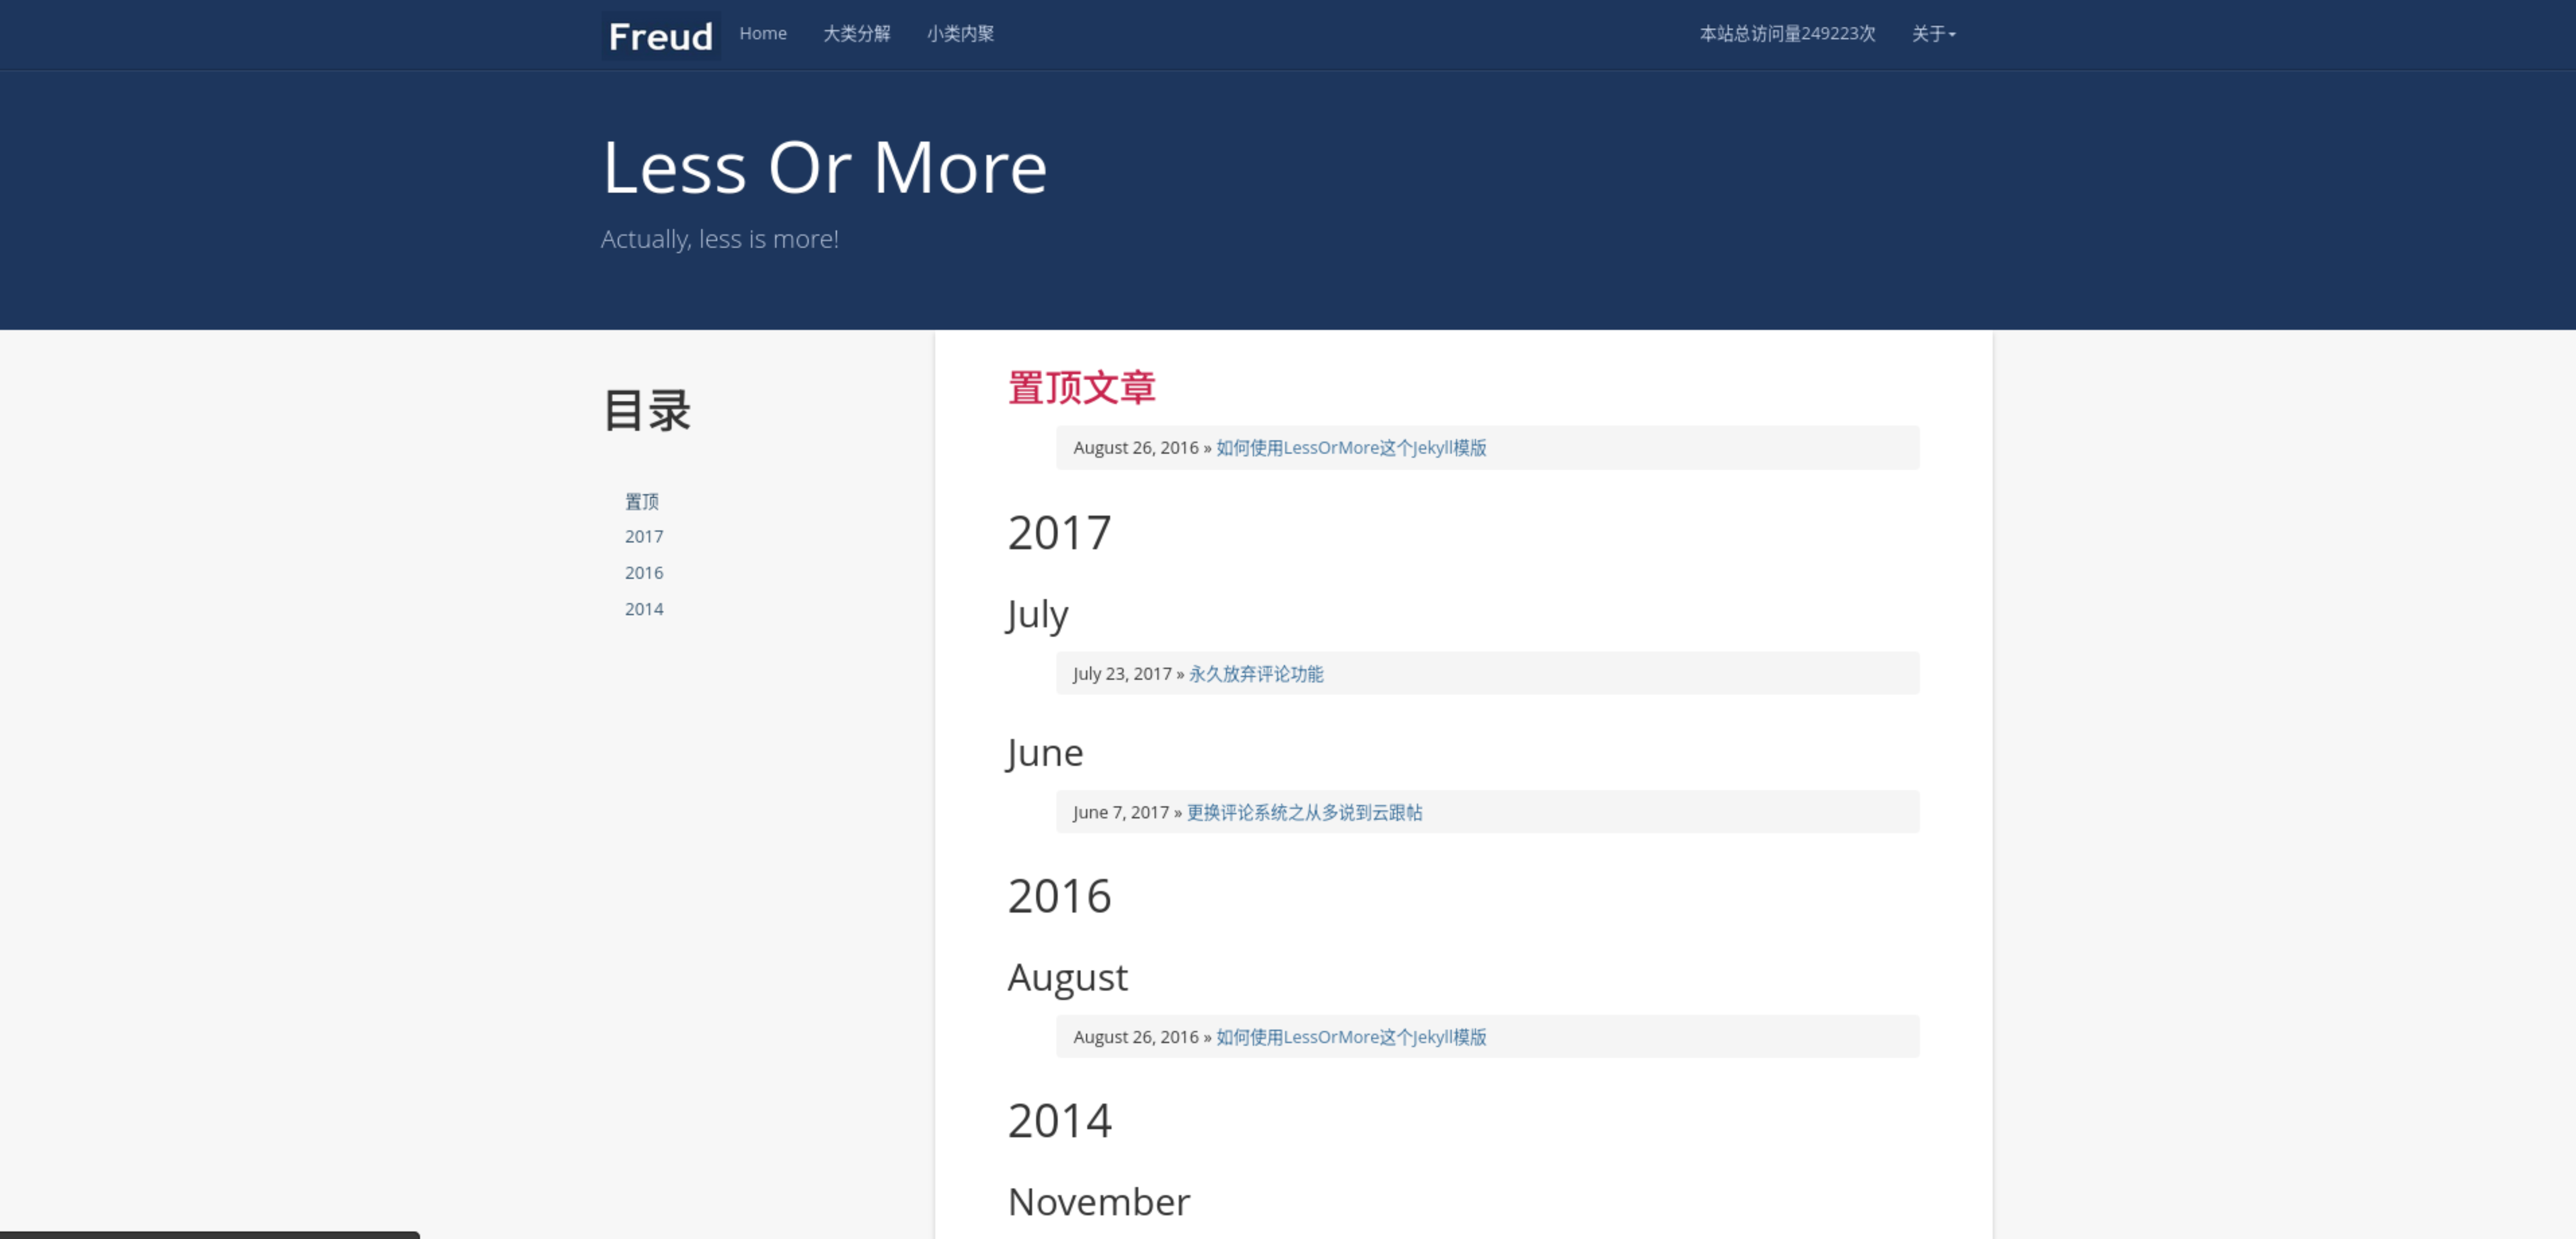 Freud Home 大类分解 小类内聚 本站总访问量249223次 关于
Less Or More
Actually, less is more!
目录
置顶
2017
2016
2014
置顶文章
August 26, 2016 » 如何使用LessOrMore这个Jekyll模版
2017
July
July 23, 2017 » 永久放弃评论功能
June
June 7, 2017 » 更换评论系统之从多说到云跟帖
2016
August
August 26, 2016 » 如何使用LessOrMore这个Jekyll模版
2014
November